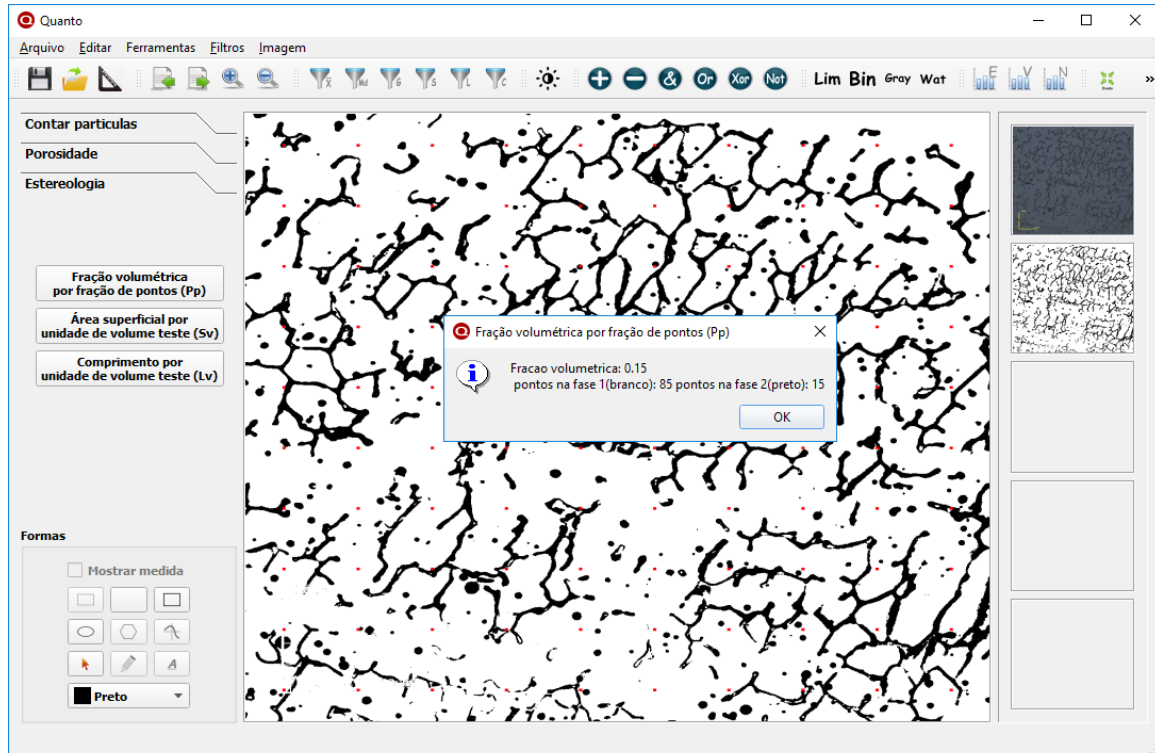 Quanto
Arquivo Editar Ferramentas Filtros Imagem
Lim Bin Gray Wat
E V N
Contar particulas
Porosidade
Estereologia
Fração volumétrica
por fração de pontos (Pp)
Área superficial por
unidade de volume teste (Sv)
Comprimento por
unidade de volume teste (Lv)
Fração volumétrica por fração de pontos (Pp)
Fracao volumetrica: 0.15
pontos na fase 1(branco): 85 pontos na fase 2(preto): 15
OK
Formas
Mostrar medida
A
Preto
& Or Xor Not